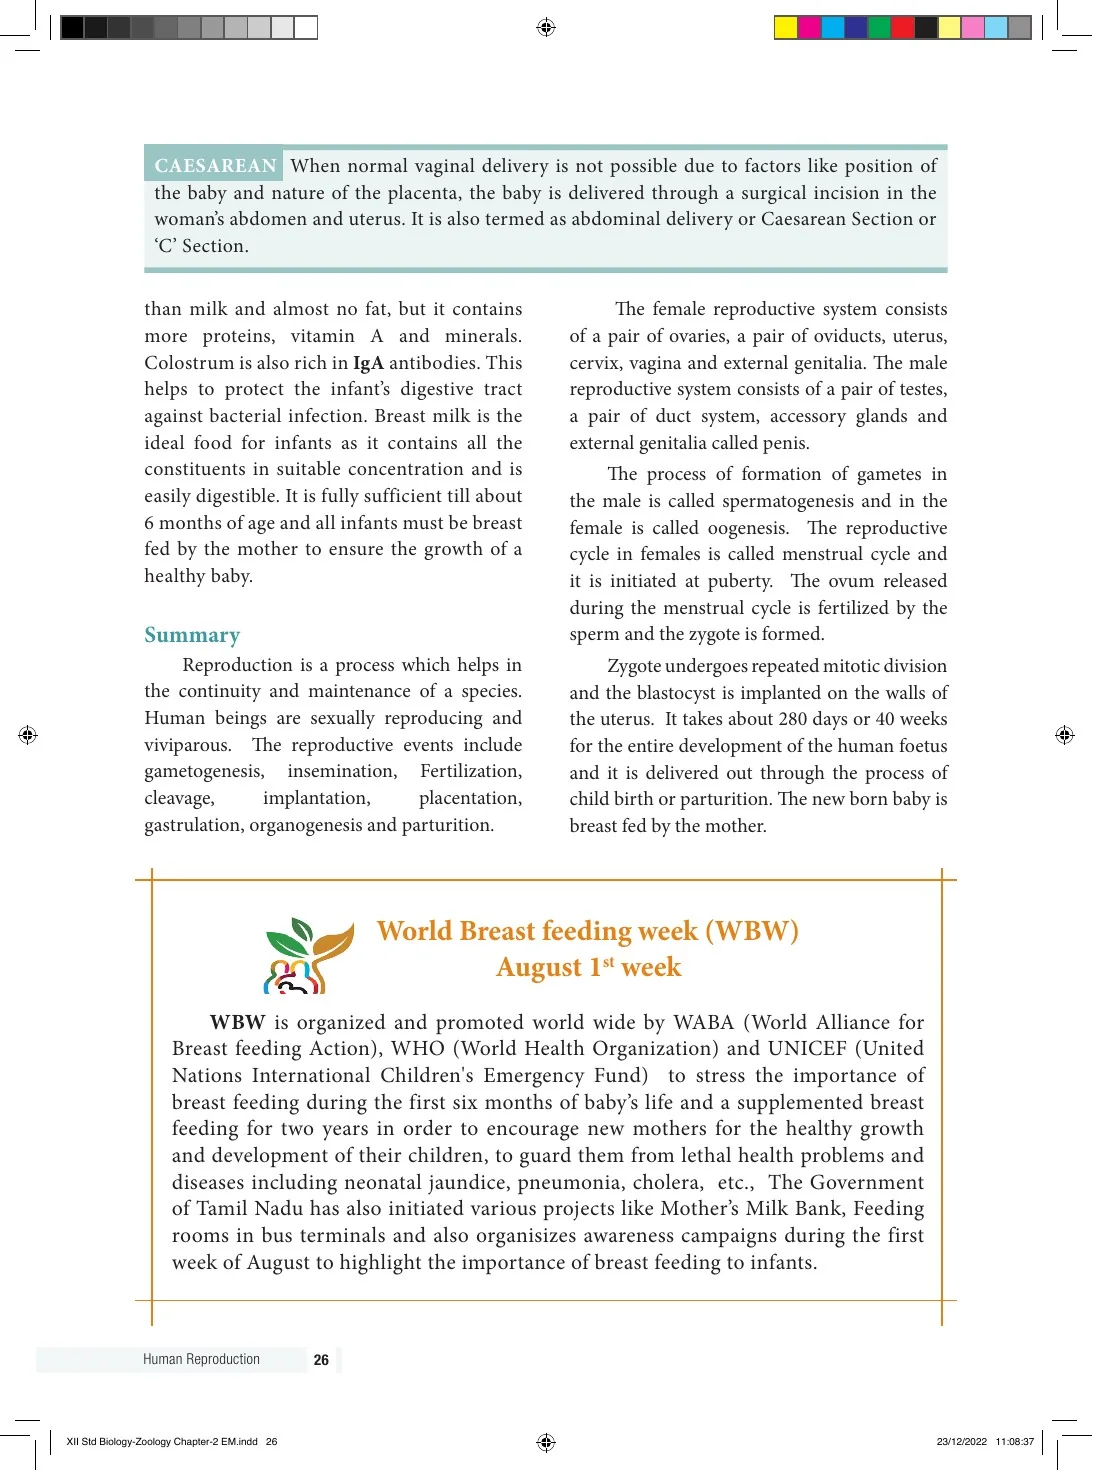 CAESAREAN When normal vaginal delivery is not possible due to factors like position of
the baby and nature of the placenta, the baby is delivered through a surgical incision in the
woman’s abdomen and uterus. It is also termed as abdominal delivery or Caesarean Section or
‘C’ Section.
than milk and almost no fat, but it contains
more proteins, vitamin A and minerals.
Colostrum is also rich in IgA antibodies. This
helps to protect the infant’s digestive tract
against bacterial infection. Breast milk is the
ideal food for infants as it contains all the
constituents in suitable concentration and is
easily digestible. It is fully sufficient till about
6 months of age and all infants must be breast
fed by the mother to ensure the growth of a
healthy baby.
Summary
Reproduction is a process which helps in
the continuity and maintenance of a species.
Human beings are sexually reproducing and
viviparous. The reproductive events include
gametogenesis, insemination, Fertilization,
cleavage, implantation, placentation,
gastrulation, organogenesis and parturition.
The female reproductive system consists
of a pair of ovaries, a pair of oviducts, uterus,
cervix, vagina and external genitalia. The male
reproductive system consists of a pair of testes,
a pair of duct system, accessory glands and
external genitalia called penis.
The process of formation of gametes in
the male is called spermatogenesis and in the
female is called oogenesis. The reproductive
cycle in females is called menstrual cycle and
it is initiated at puberty. The ovum released
during the menstrual cycle is fertilized by the
sperm and the zygote is formed.
Zygote undergoes repeated mitotic division
and the blastocyst is implanted on the walls of
the uterus. It takes about 280 days or 40 weeks
for the entire development of the human foetus
and it is delivered out through the process of
child birth or parturition. The new born baby is
breast fed by the mother.
World Breast feeding week (WBW)
August 1st week
WBW is organized and promoted world wide by WABA (World Alliance for
Breast feeding Action), WHO (World Health Organization) and UNICEF (United
Nations International Children's Emergency Fund) to stress the importance of
breast feeding during the first six months of baby’s life and a supplemented breast
feeding for two years in order to encourage new mothers for the healthy growth
and development of their children, to guard them from lethal health problems and
diseases including neonatal jaundice, pneumonia, cholera, etc., The Government
of Tamil Nadu has also initiated various projects like Mother’s Milk Bank, Feeding
rooms in bus terminals and also organisizes awareness campaigns during the first
week of August to highlight the importance of breast feeding to infants.
Human Reproduction 26
XII Std Biology-Zoology Chapter-2 EM.indd 26 23/12/2022 11:08:37